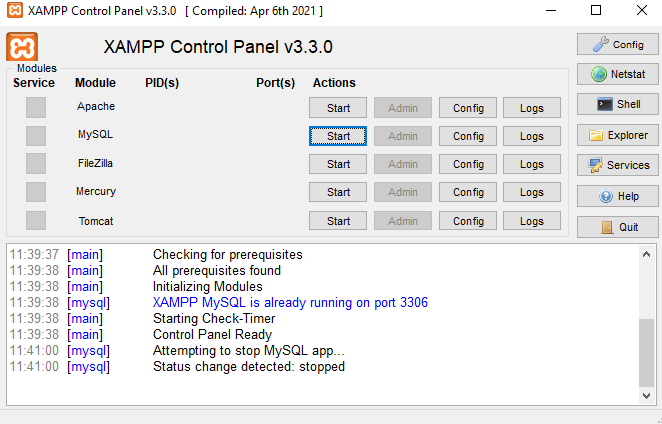 XAMPP Control Panel v3.3.0 [ Compiled: Apr 6th 2021 ]
XAMPP Control Panel v3.3.0
Config
Modules
Service Module PID(s) Port(s) Actions
Netstat
Apache Start Admin Config Logs
Shell
MySQL Start Admin Config Logs
Explorer
FileZilla Start Admin Config Logs
Services
Mercury Start Admin Config Logs
Help
Tomcat Start Admin Config Logs
Quit
11:39:37 [main] Checking for prerequisites
11:39:38 [main] All prerequisites found
11:39:38 [main] Initializing Modules
11:39:38 [mysql] XAMPP MySQL is already running on port 3306
11:39:38 [main] Starting Check-Timer
11:39:38 [main] Control Panel Ready
11:41:00 [mysql] Attempting to stop MySQL app...
11:41:00 [mysql] Status change detected: stopped